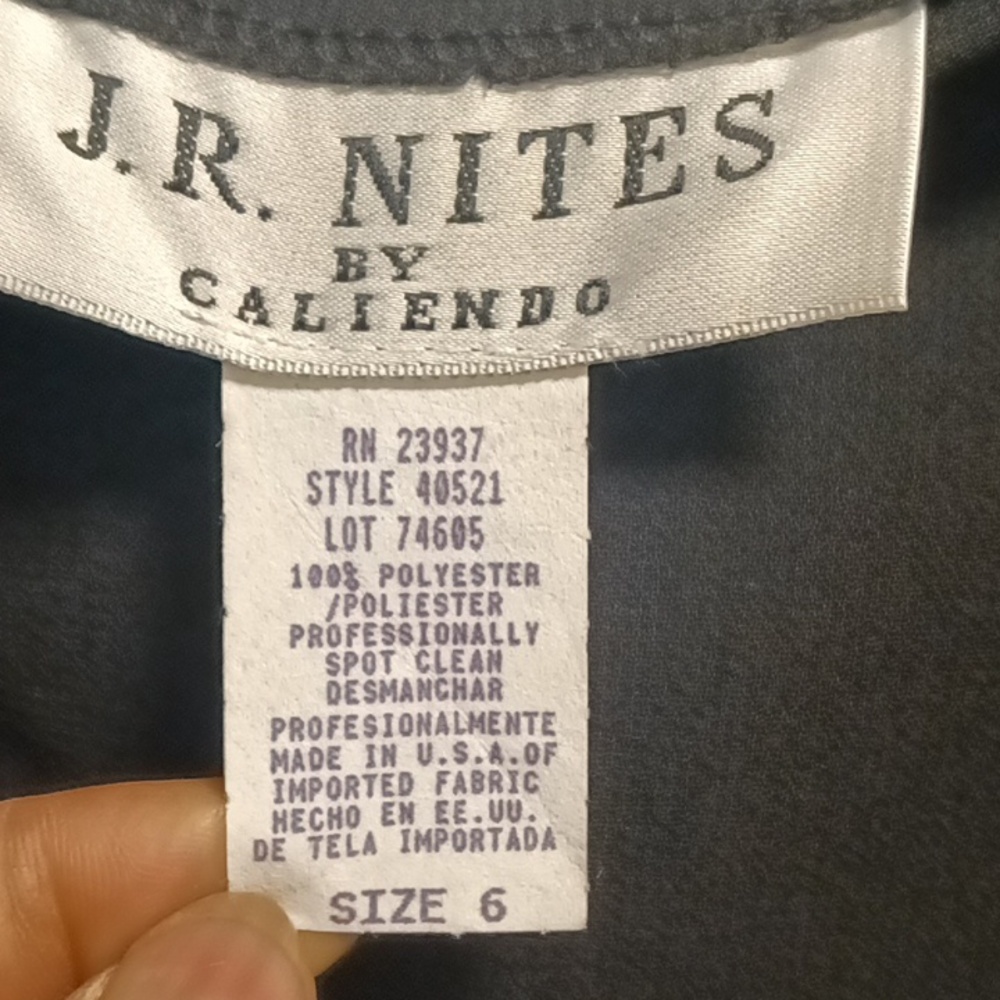 J.R. NITES
BY
CALIENDO
RN 23937
STYLE 40521
LOT 74605
100% POLYESTER
/POLIESTER
PROFESSIONALLY
SPOT CLEAN
DESMANCHAR
PROFESIONALMENTE
MADE IN U.S.A.OF
IMPORTED FABRIC
HECHO EN EE.UU.
DE TELA IMPORTADA
SIZE 6